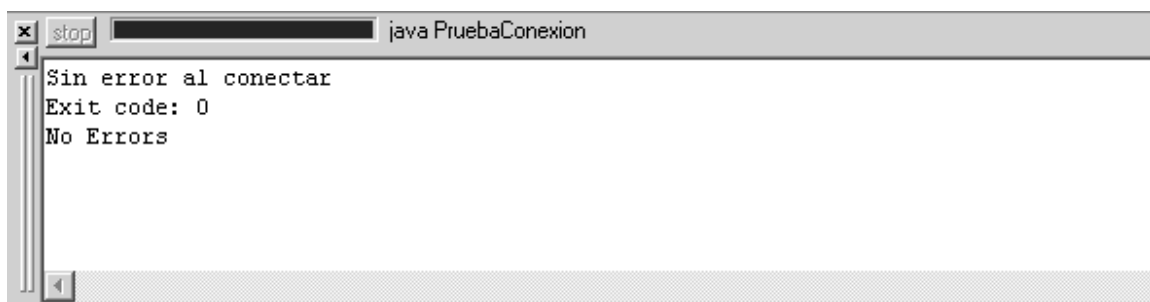 stop java PruebaConexion
Sin error al conectar
Exit code: 0
No Errors